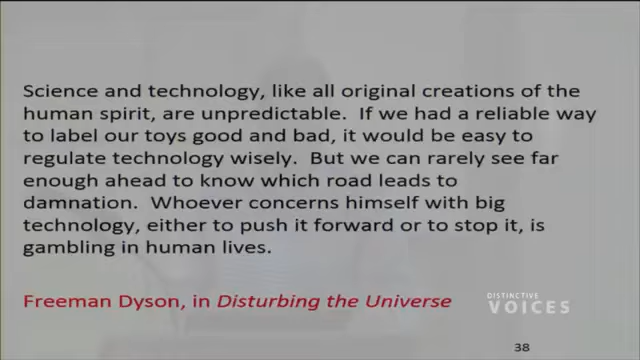 Science and technology, like all original creations of the
human spirit, are unpredictable.  If we had a reliable way
to label our toys good and bad, it would be easy to
regulate technology wisely.  But we can rarely see far
enough ahead to know which road leads to
damnation.  Whoever concerns himself with big
technology, either to push it forward or to stop it, is
gambling in human lives.
Freeman Dyson, in Disturbing the Universe
DISTINCTIVE
VOICES
38